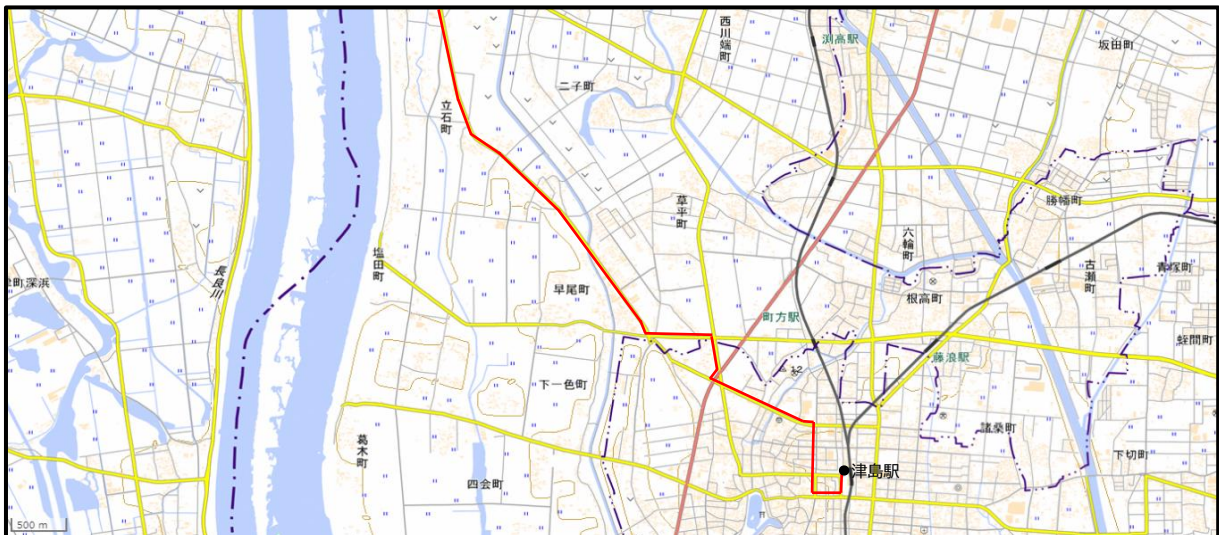 西川端町
渕高駅
坂田町
二子町
立石町
草平町
勝幡町
六輪町
塩田町
長良川
古瀬町
青塚町
町深浜
早尾町
根高町
町方駅
蛭間町
藤浪駅
12
下一色町
諸桑町
葛木町
下切町
四会町
津島駅
500 m